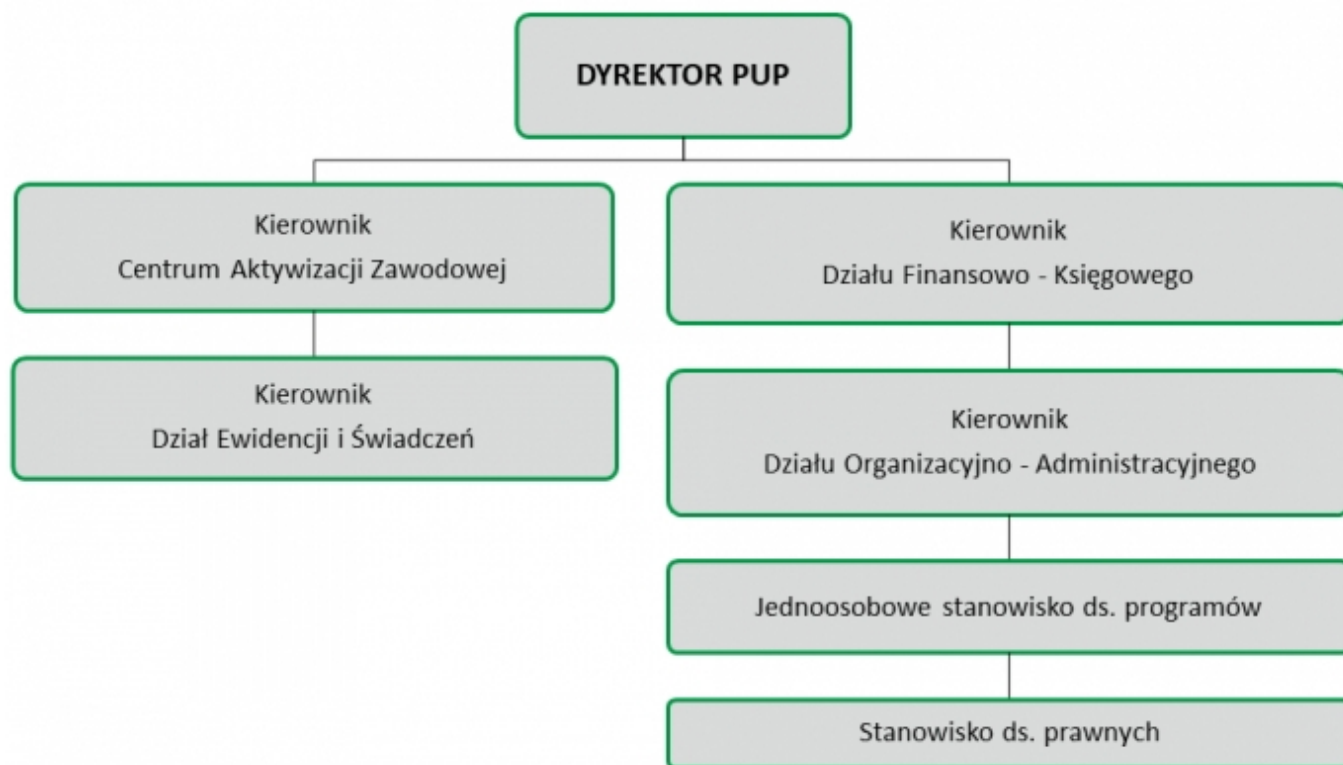 DYREKTOR PUP
Kierownik
Centrum Aktywizacji Zawodowej
Kierownik
Dział Ewidencji i Świadczeń
Kierownik
Działu Finansowo - Księgowego
Kierownik
Działu Organizacyjno - Administracyjnego
Jednoosobowe stanowisko ds. programów
Stanowisko ds. prawnych